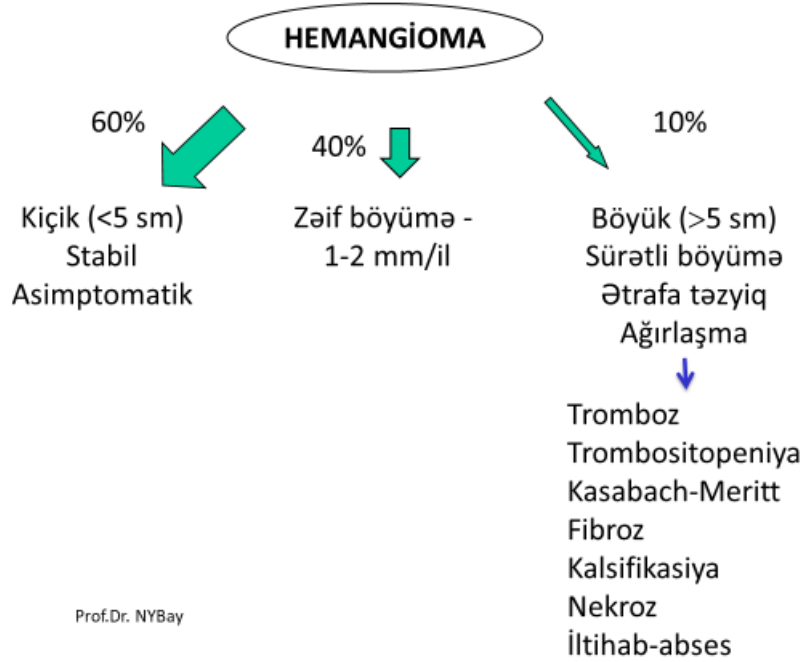 HEMANGİOMA
60%
Kiçik (<5 sm)
Stabil
Asimptomatik
40%
Zəif böyümə -
1-2 mm/il
10%
Böyük (>5 sm)
Sürətli böyümə
Ətrafa təzyiq
Ağırlaşma
Tromboz
Trombositopeniya
Kasabach-Meritt
Fibroz
Kalsifikasiya
Nekroz
İltihab-abses
Prof.Dr. NYBay